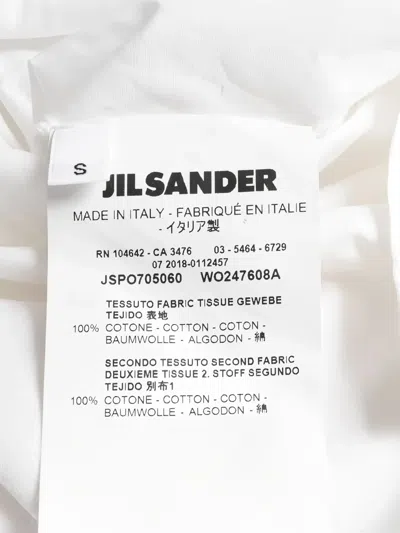 S
JIL SANDER
MADE IN ITALY - FABRIQUÉ EN ITALIE
- イタリア製
RN 104642 - CA 3476 03 - 5464 - 6729
07 2018-0112457
JSPO705060 WO247608A
TESSUTO FABRIC TISSUE GEWEBE
TEJIDO 表地
100% COTONE - COTTON - COTON -
BAUMWOLLE - ALGODON - 綿
SECONDO TESSUTO SECOND FABRIC
DEUXIEME TISSUE 2. STOFF SEGUNDO
TEJIDO 別布1
100% COTONE - COTTON - COTON -
BAUMWOLLE - ALGODON - 綿